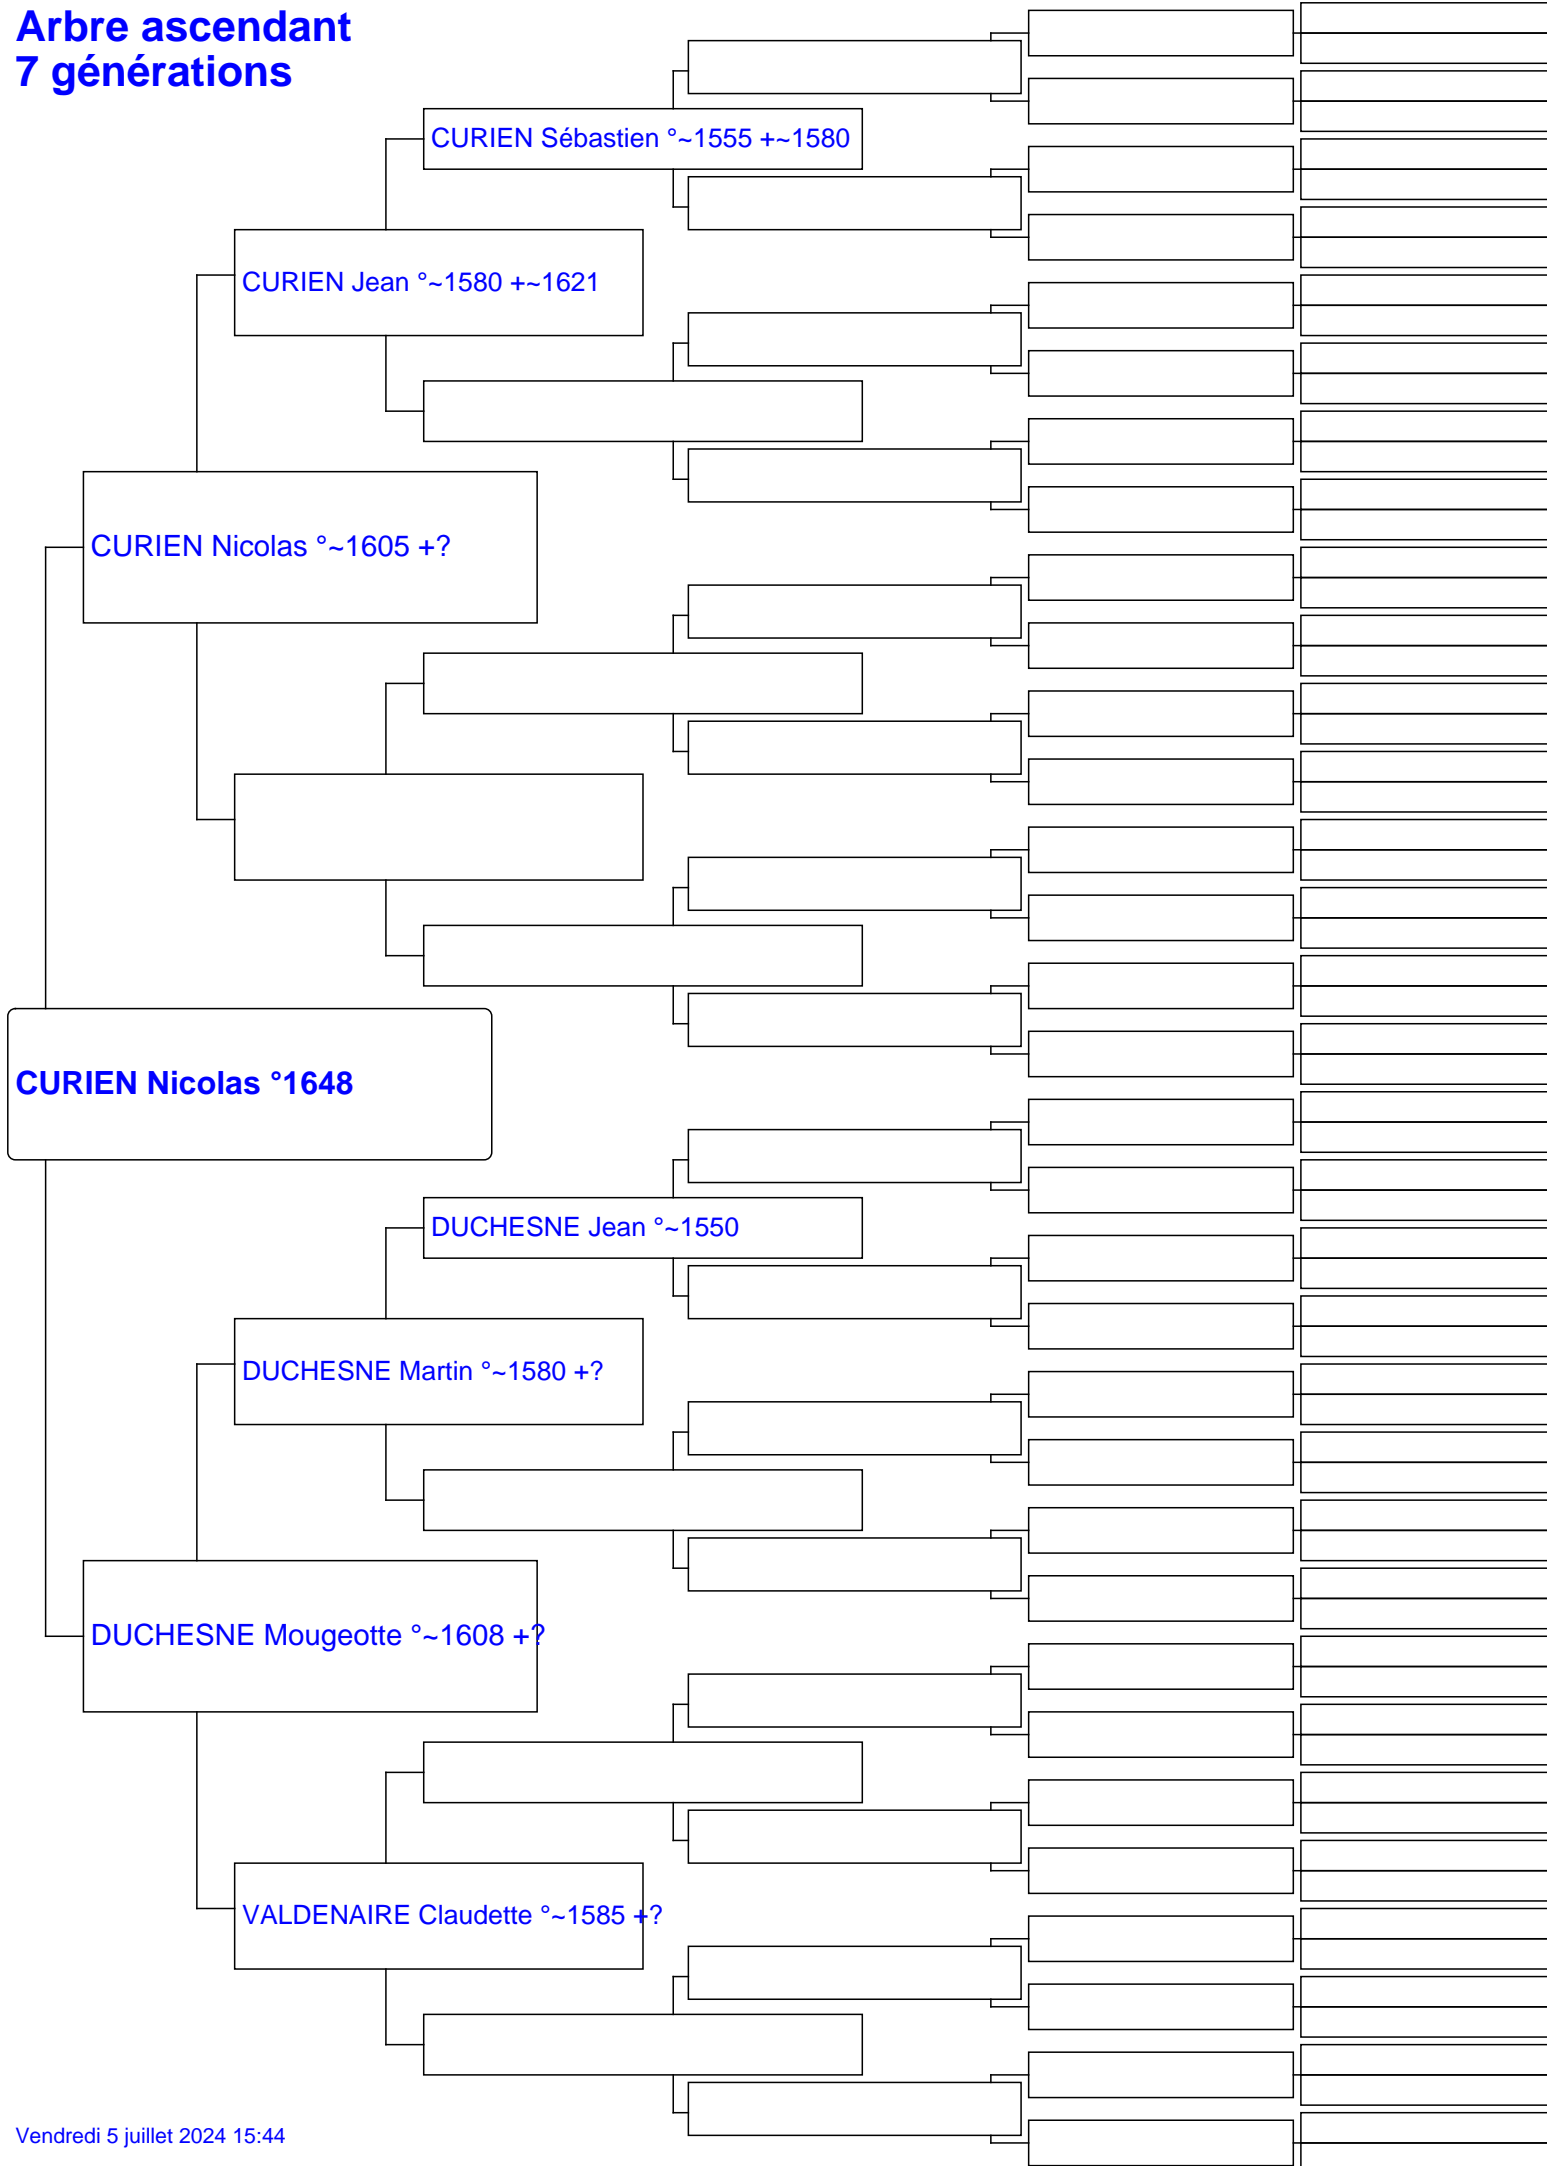 Arbre ascendant
7 générations
CURIEN Sébastien °~1555 +~1580
CURIEN Jean °~1580 +~1621
CURIEN Nicolas °~1605 +?
CURIEN Nicolas °1648
DUCHESNE Jean °~1550
DUCHESNE Martin °~1580 +?
DUCHESNE Mougeotte °~1608 +?
VALDENAIRE Claudette °~1585 +?
Vendredi 5 juillet 2024 15:44